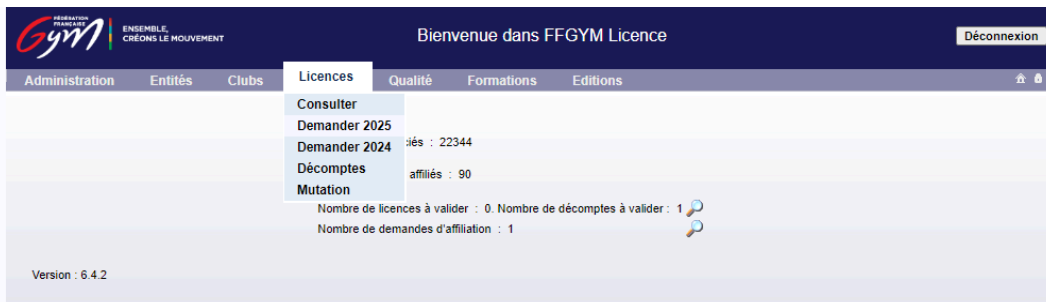 FÉDÉRATION
FRANÇAISE
Gym
ENSEMBLE,
CRÉONS LE MOUVEMENT
Bienvenue dans FFGYM Licence
Déconnexion
Administration Entités Clubs Licences Qualité Formations Editions
Consulter
Demander 2025
Demander 2024 : 22344
Décomptes affiliés : 90
Mutation
Nombre de licences à valider : 0. Nombre de décomptes à valider : 1
Nombre de demandes d'affiliation : 1
Version : 6.4.2